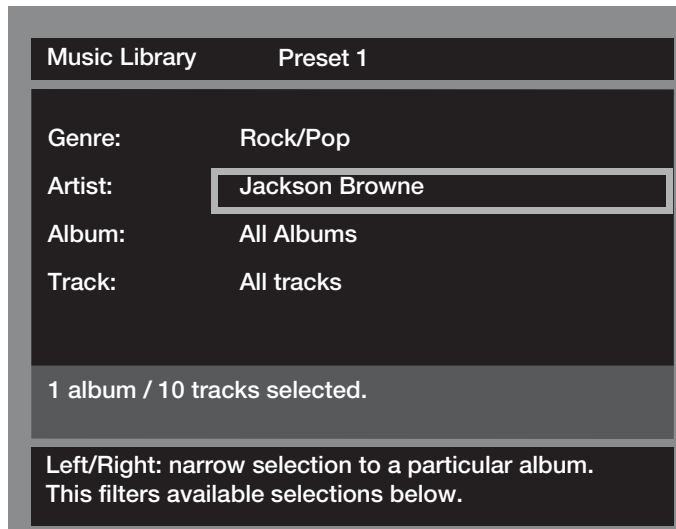 Music Library Preset 1
Genre: Rock/Pop
Artist: Jackson Browne
Album: All Albums
Track: All tracks
1 album / 10 tracks selected.
Left/Right: narrow selection to a particular album.
This filters available selections below.